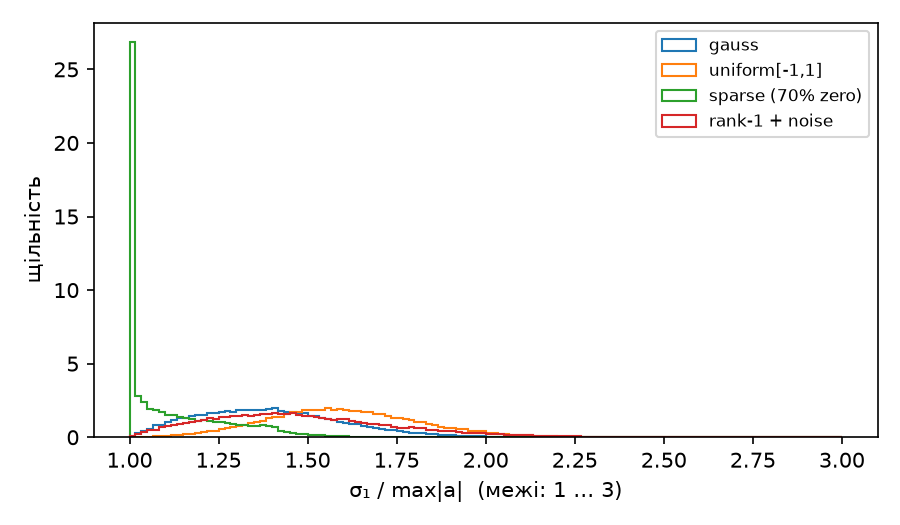 gauss
uniform[-1,1]
sparse (70% zero)
rank-1 + noise
щільність
25
20
15
10
5
0
1.00 1.25 1.50 1.75 2.00 2.25 2.50 2.75 3.00
σ₁ / max|a| (межі: 1 … 3)